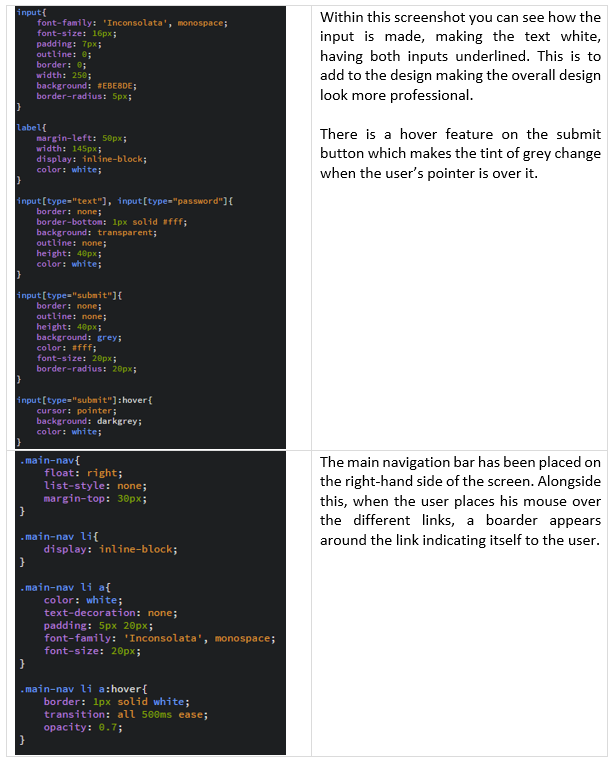 input{
font-family: 'Inconsolata', monospace;
font-size: 16px;
padding: 7px;
outline: 0;
border: 0;
width: 250;
background: #EBE8DE;
border-radius: 5px;
}
label{
margin-left: 50px;
width: 145px;
display: inline-block;
color: white;
}
input[type="text"], input[type="password"]{
border: none;
border-bottom: 1px solid #fff;
background: transparent;
outline: none;
height: 40px;
color: white;
}
input[type="submit"]{
border: none;
outline: none;
height: 40px;
background: grey;
color: #fff;
font-size: 20px;
border-radius: 20px;
}
input[type="submit"]:hover{
cursor: pointer;
background: darkgrey;
color: white;
}
Within this screenshot you can see how the
input is made, making the text white,
having both inputs underlined. This is to
add to the design making the overall design
look more professional.
There is a hover feature on the submit
button which makes the tint of grey change
when the user’s pointer is over it.
.main-nav{
float: right;
list-style: none;
margin-top: 30px;
}
.main-nav li{
display: inline-block;
}
.main-nav li a{
color: white;
text-decoration: none;
padding: 5px 20px;
font-family: 'Inconsolata', monospace;
font-size: 20px;
}
.main-nav li a:hover{
border: 1px solid white;
transition: all 500ms ease;
opacity: 0.7;
}
The main navigation bar has been placed on
the right-hand side of the screen. Alongside
this, when the user places his mouse over
the different links, a boarder appears
around the link indicating itself to the user.